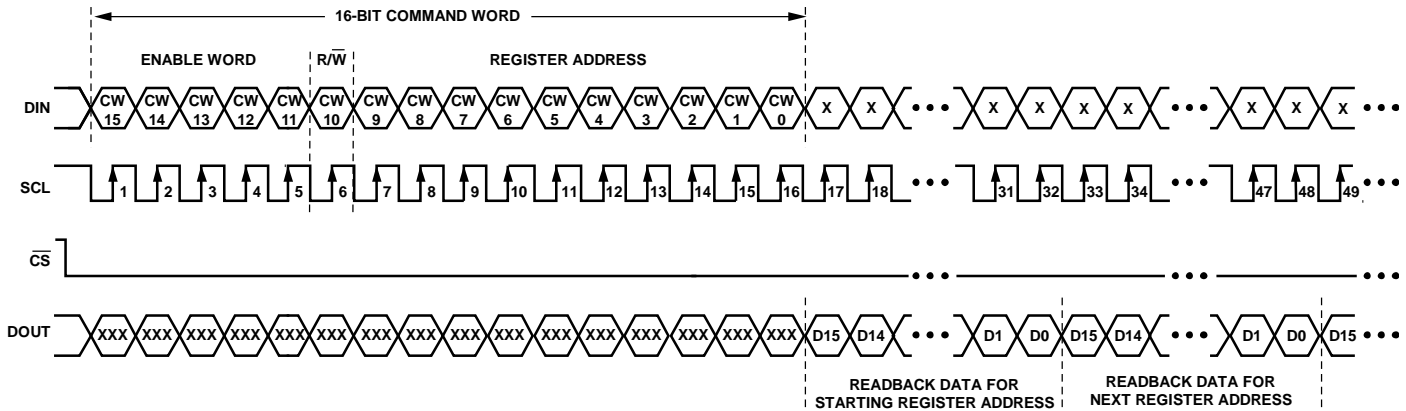 16-BIT COMMAND WORD
ENABLE WORD R/W̅ REGISTER ADDRESS
DIN CW 15 CW 14 CW 13 CW 12 CW 11 CW 10 CW 9 CW 8 CW 7 CW 6 CW 5 CW 4 CW 3 CW 2 CW 1 CW 0 X X X X X X X X X
SCL 1 2 3 4 5 6 7 8 9 10 11 12 13 14 15 16 17 18 31 32 33 34 47 48 49
C̅S̅
DOUT XXX XXX XXX XXX XXX XXX XXX XXX XXX XXX XXX XXX XXX XXX XXX XXX D15 D14 D1 D0 D15 D14 D1 D0 D15
READBACK DATA FOR
STARTING REGISTER ADDRESS
READBACK DATA FOR
NEXT REGISTER ADDRESS